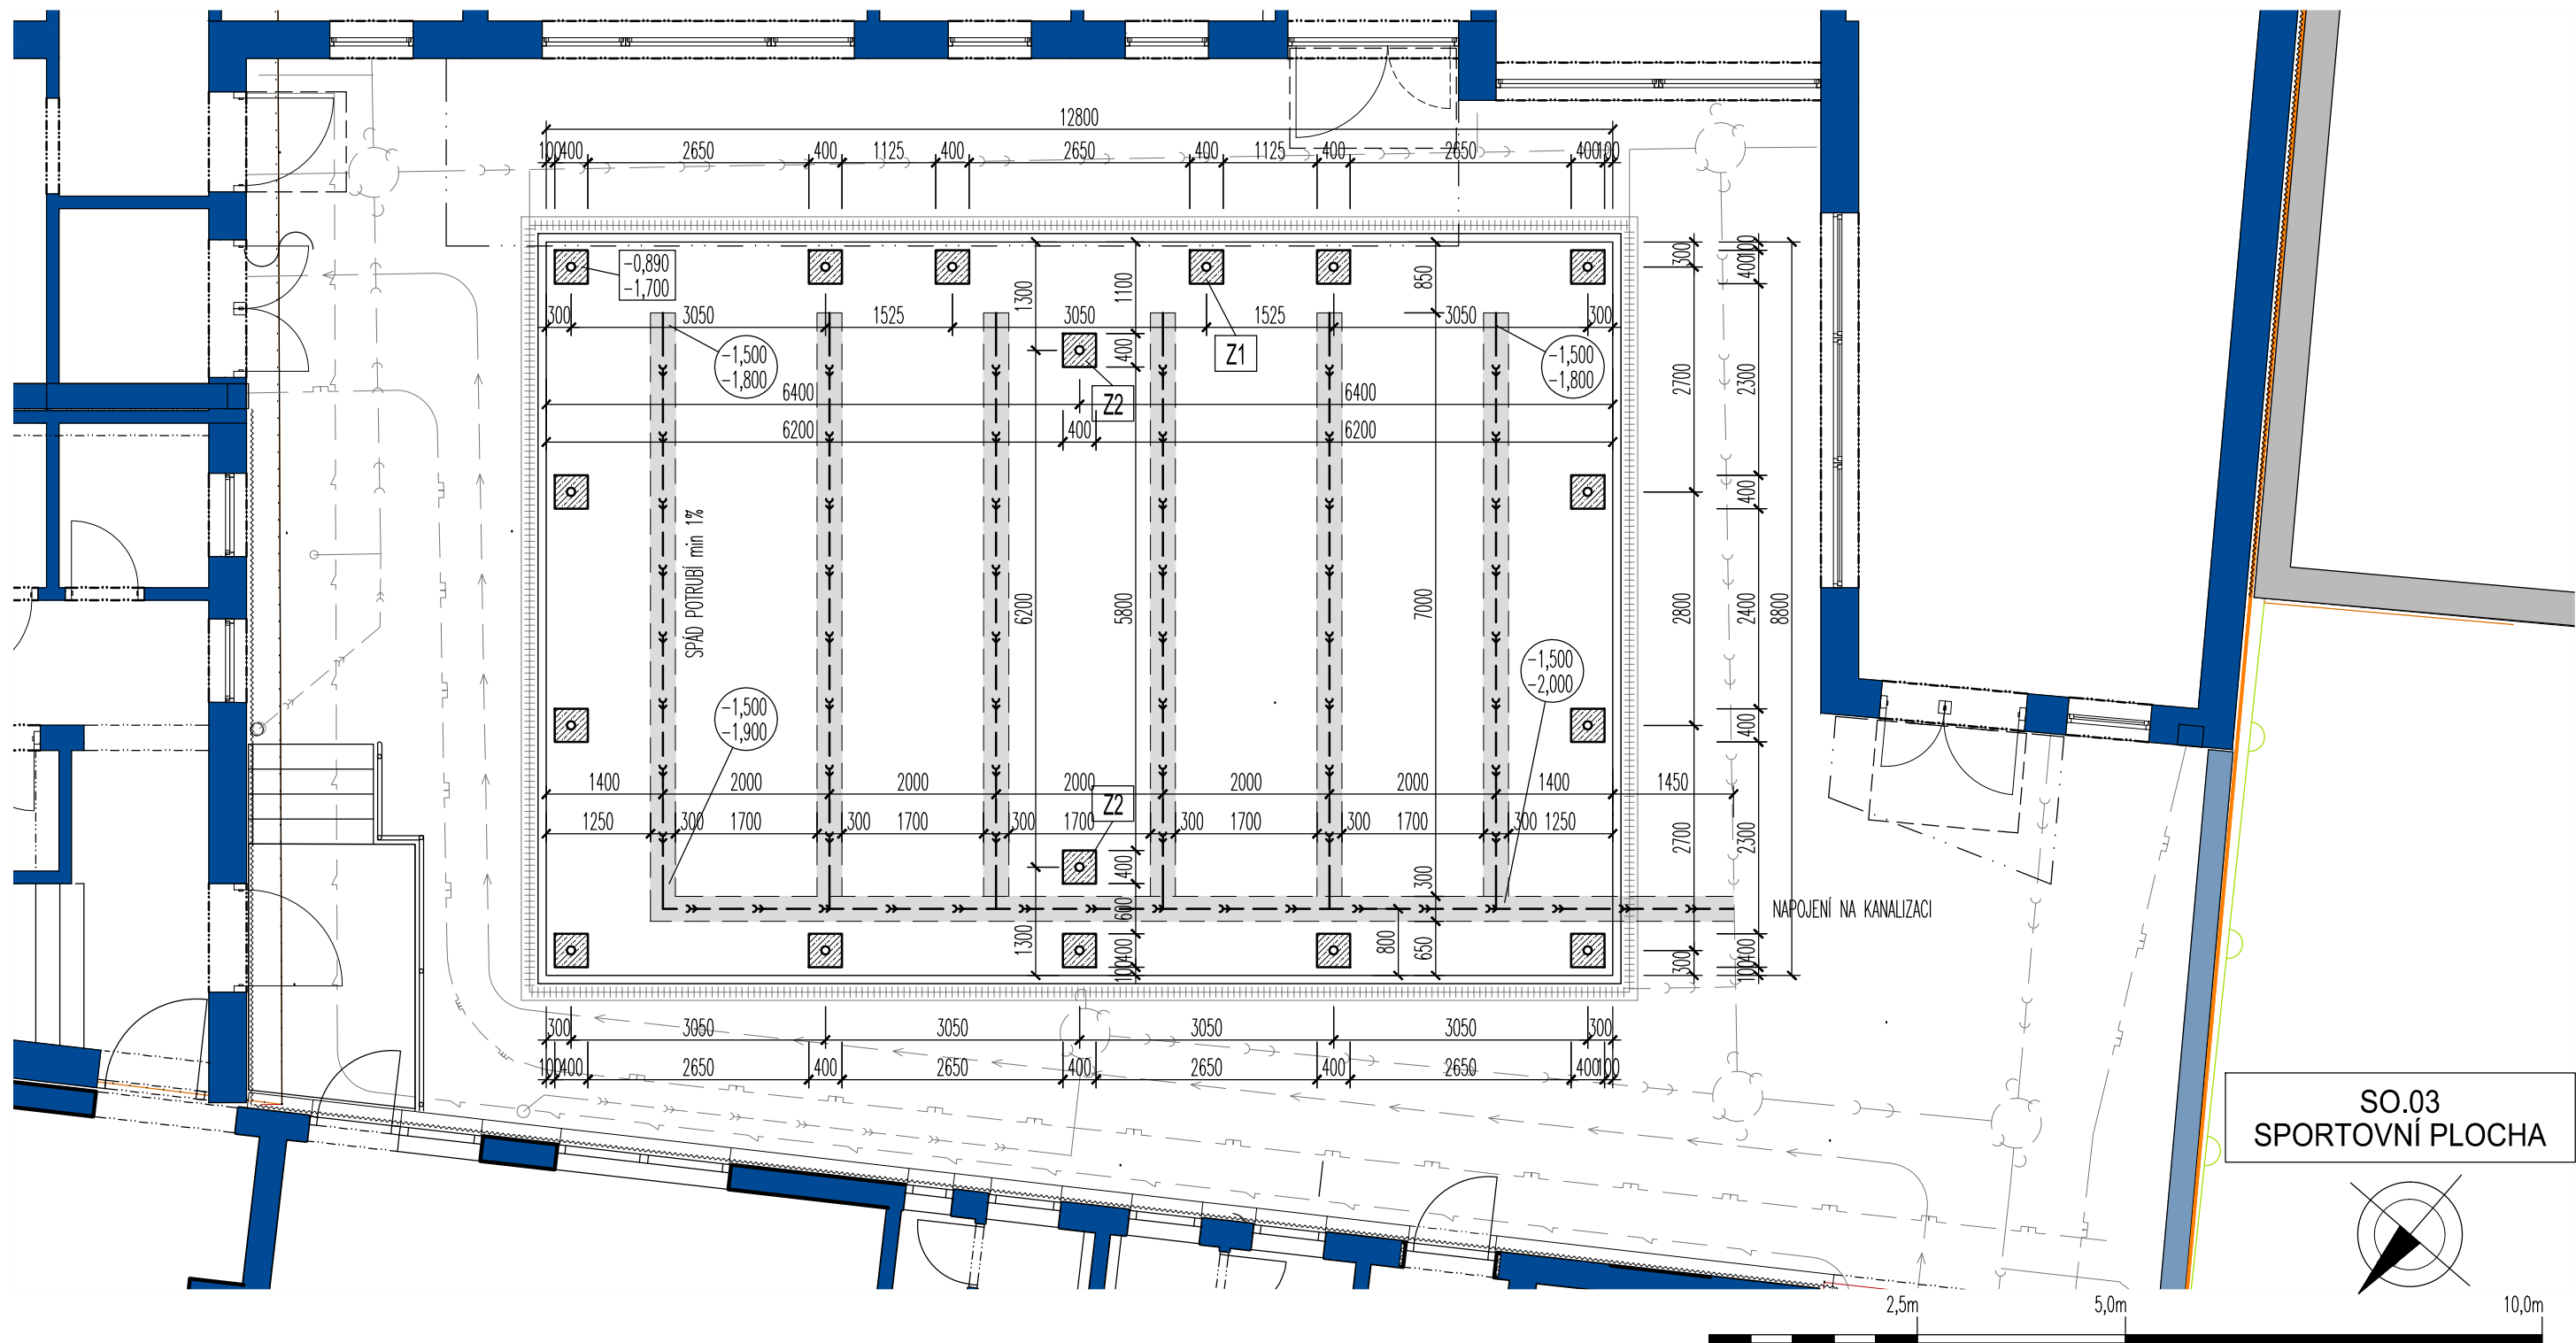 12800
100 400 2650 400 1125 400 2650 400 1125 400 2650 400 100
-0,890
-1,700
1300
1100
850
300
100
400
300 3050 1525 3050 1525 3050 300
-1,500
-1,800
400
Z1
-1,500
-1,800
2700
2300
6400 6400
Z2
6200 400 6200
400
SPÁD POTRUBÍ min 1%
6200
5800
7000
2800
2400
8800
-1,500
-2,000
-1,500
-1,900
400
1400 2000 2000 2000 2000 2000 1400 1450
Z2
1250 300 1700 300 1700 300 1700 300 1700 300 1700 300 1250
2700
2300
400
300
600
NAPOJENÍ NA KANALIZACI
1300
400
100
800
650
300
400
100
300 3050 3050 3050 3050 300
100 400 2650 400 2650 400 2650 400 2650 400 100
SO.03
SPORTOVNÍ PLOCHA
2,5m 5,0m 10,0m